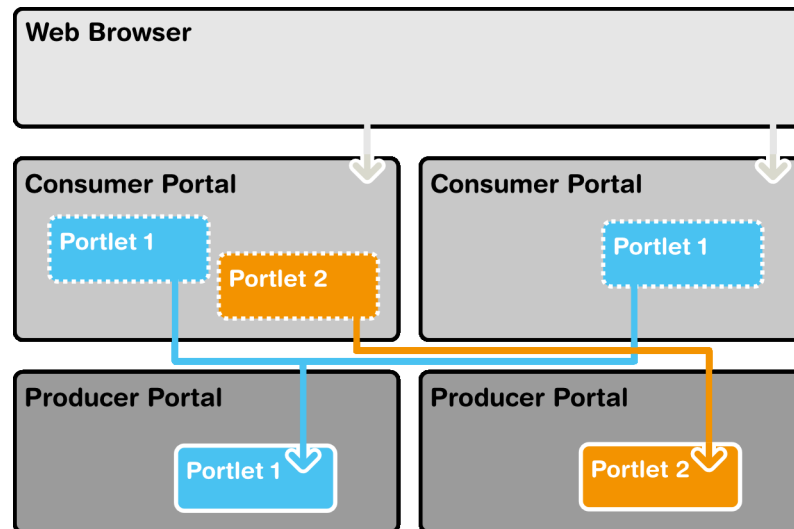 Web Browser
Consumer Portal
Portlet 1
Portlet 2
Consumer Portal
Portlet 1
Producer Portal
Portlet 1
Producer Portal
Portlet 2